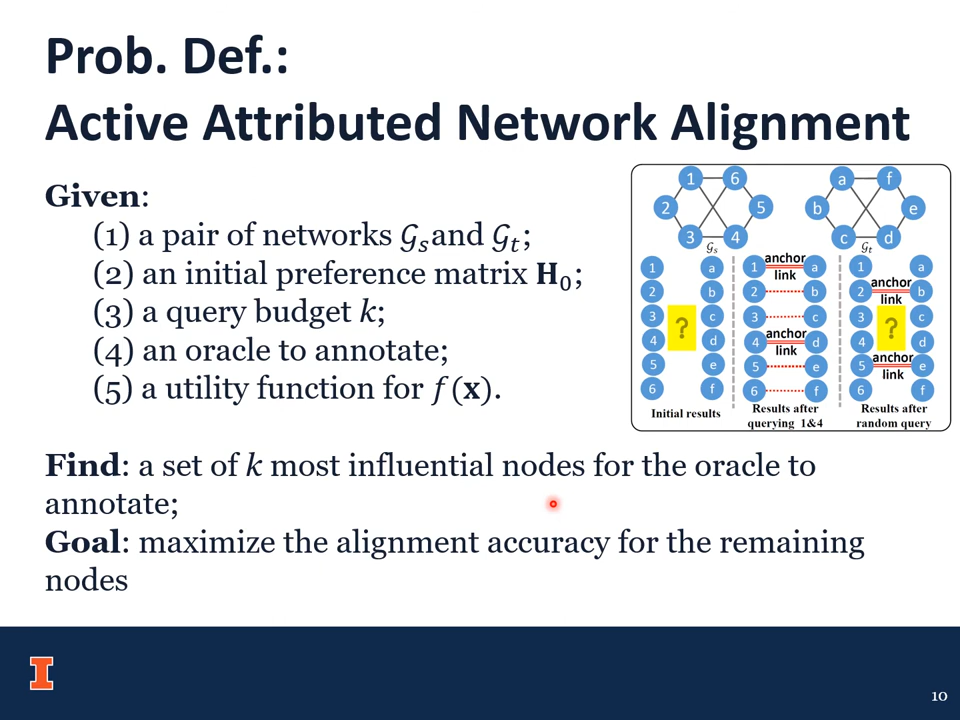 Prob. Def.:
Active Attributed Network Alignment
Given:
(1) a pair of networks 𝒢ₛand 𝒢ₜ;
(2) an initial preference matrix H₀;
(3) a query budget k;
(4) an oracle to annotate;
(5) a utility function for f(x).
Find: a set of k most influential nodes for the oracle to
annotate;
Goal: maximize the alignment accuracy for the remaining
nodes
1 6
2 5
3 4
𝒢ₛ
a f
b e
c d
𝒢ₜ
1 a
2 b
3 c
4 d
5 e
6 f
?
Initial results
1 anchor link a
2 b
3 c
4 anchor link d
5 e
6 f
Results after
querying 1&4
1 a
2 anchor link b
3 c
4 d
5 anchor link e
6 f
?
Results after
random query
I
10